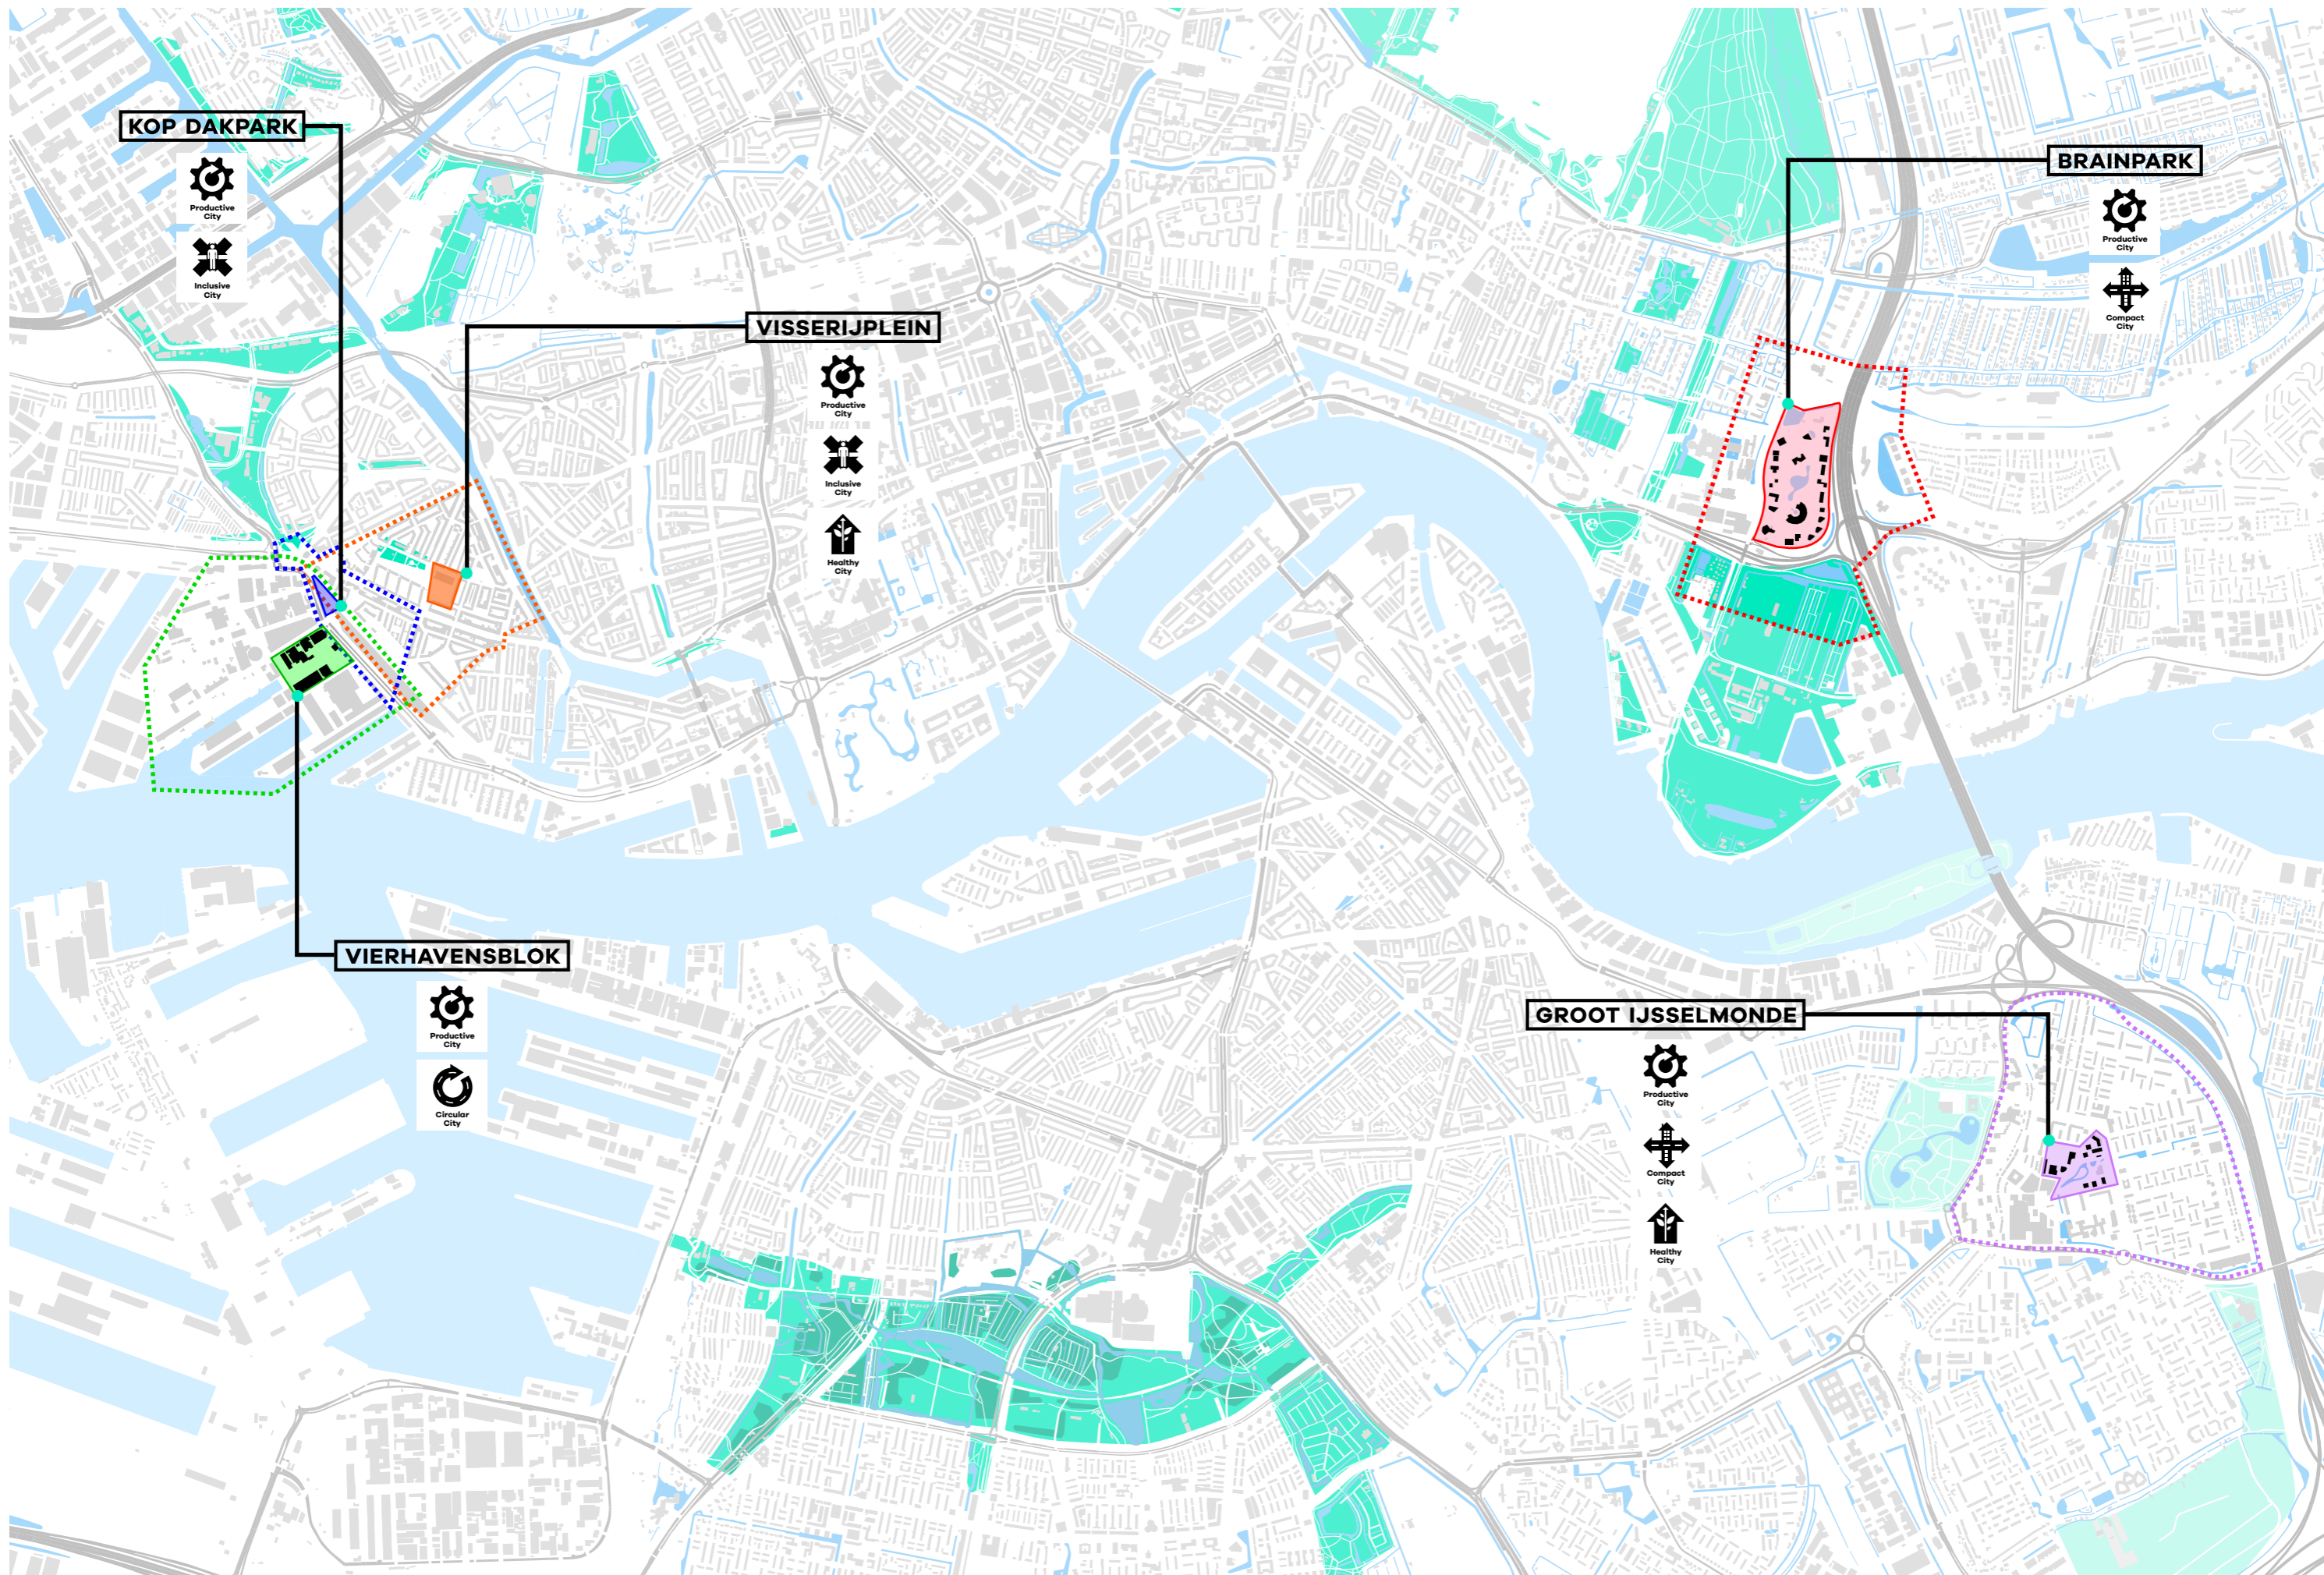 KOP DAKPARK
Productive
City
Inclusive
City
VISSERIJPLEIN
Productive
City
Inclusive
City
Healthy
City
BRAINPARK
Productive
City
Compact
City
VIERHAVENSBLOK
Productive
City
Circular
City
GROOT IJSSELMONDE
Productive
City
Compact
City
Healthy
City